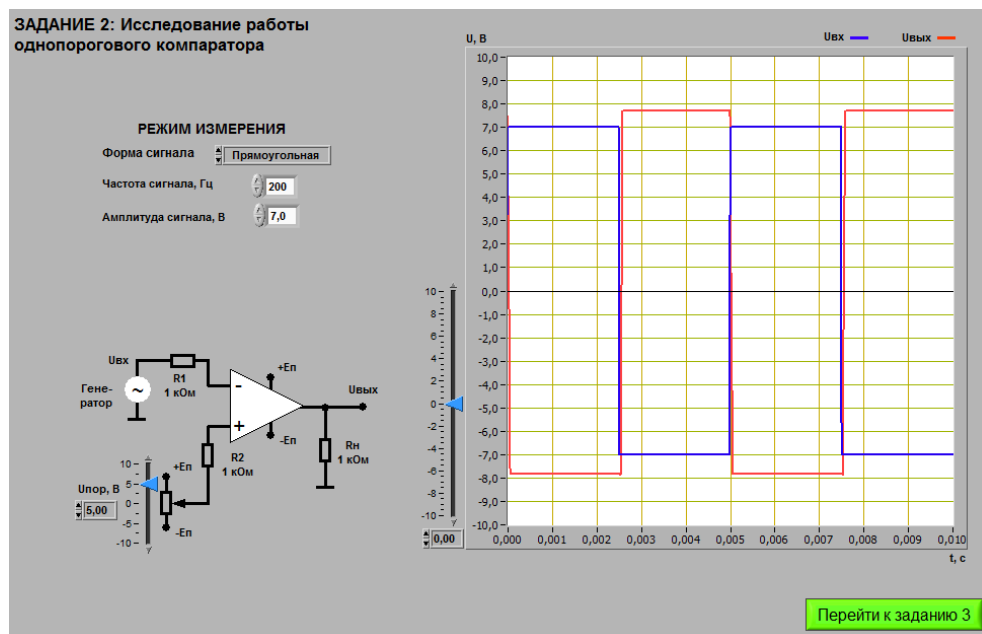 ЗАДАНИЕ 2: Исследование работы
однопорогового компаратора
РЕЖИМ ИЗМЕРЕНИЯ
Форма сигнала Прямоугольная
Частота сигнала, Гц 200
Амплитуда сигнала, В 7,0
U, В
Uвх
Uвых
10,0
9,0
8,0
7,0
6,0
5,0
4,0
3,0
2,0
1,0
0,0
-1,0
-2,0
-3,0
-4,0
-5,0
-6,0
-7,0
-8,0
-9,0
-10,0
0,000 0,001 0,002 0,003 0,004 0,005 0,006 0,007 0,008 0,009 0,010
t, с
10
8
6
4
2
0
-2
-4
-6
-8
-10
0,00
Uвх
R1
1 кОм
Гене-
ратор
+Еп
-
+
-Еп
Uвых
Rн
1 кОм
R2
1 кОм
Uпор, В
5,00
10
5
0
-5
-10
+Еп
-Еп
Перейти к заданию 3